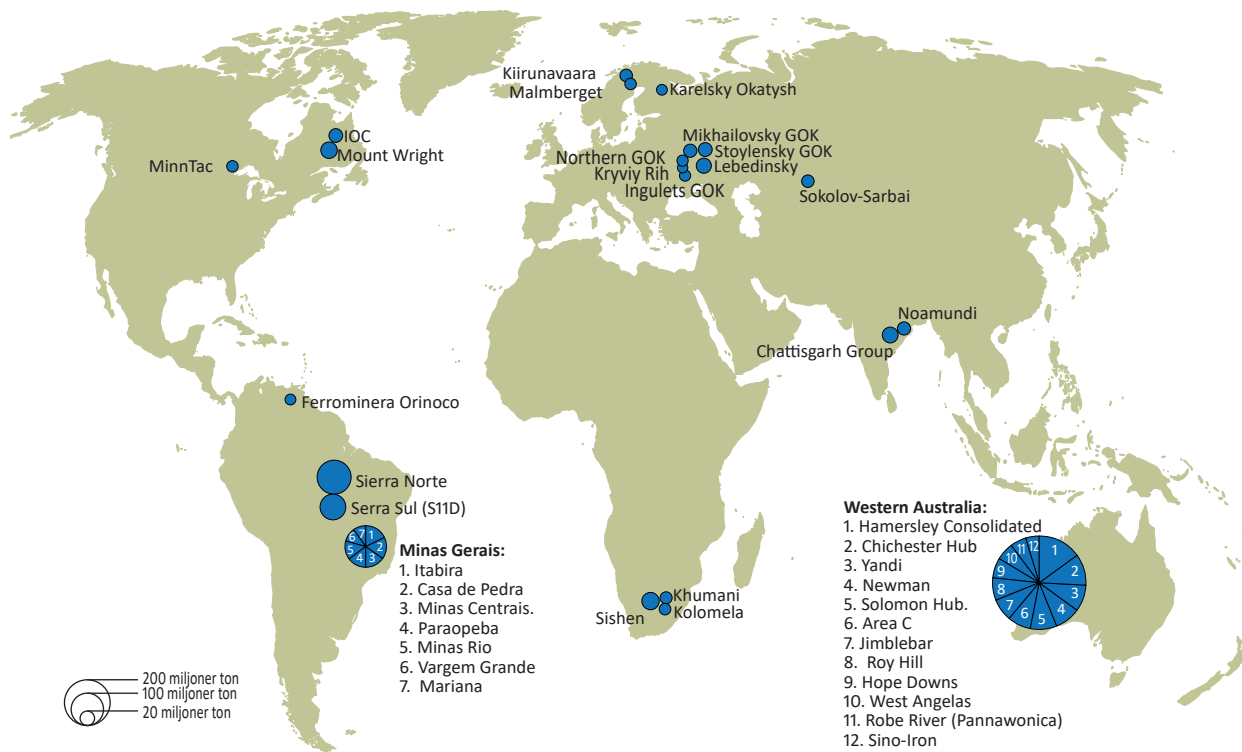 Kiirunavaara
Malmberget
Karelsky Okatysh
IOC
Mount Wright
MinnTac
Mikhailovsky GOK
Stoylensky GOK
Northern GOK
Lebedinsky
Kryviy Rih
Ingulets GOK
Sokolov-Sarbai
Noamundi
Chattisgarh Group
Ferrominera Orinoco
Sierra Norte
Serra Sul (S11D)
1
2
3
4
5
6
7
Minas Gerais:
1. Itabira
2. Casa de Pedra
3. Minas Centrais.
4. Paraopeba
5. Minas Rio
6. Vargem Grande
7. Mariana
Khumani
Kolomela
Sishen
Western Australia:
1. Hamersley Consolidated
2. Chichester Hub
3. Yandi
4. Newman
5. Solomon Hub.
6. Area C
7. Jimblebar
8. Roy Hill
9. Hope Downs
10. West Angelas
11. Robe River (Pannawonica)
12. Sino-Iron
1
2
3
4
5
6
7
8
9
10
11
12
200 miljoner ton
100 miljoner ton
20 miljoner ton